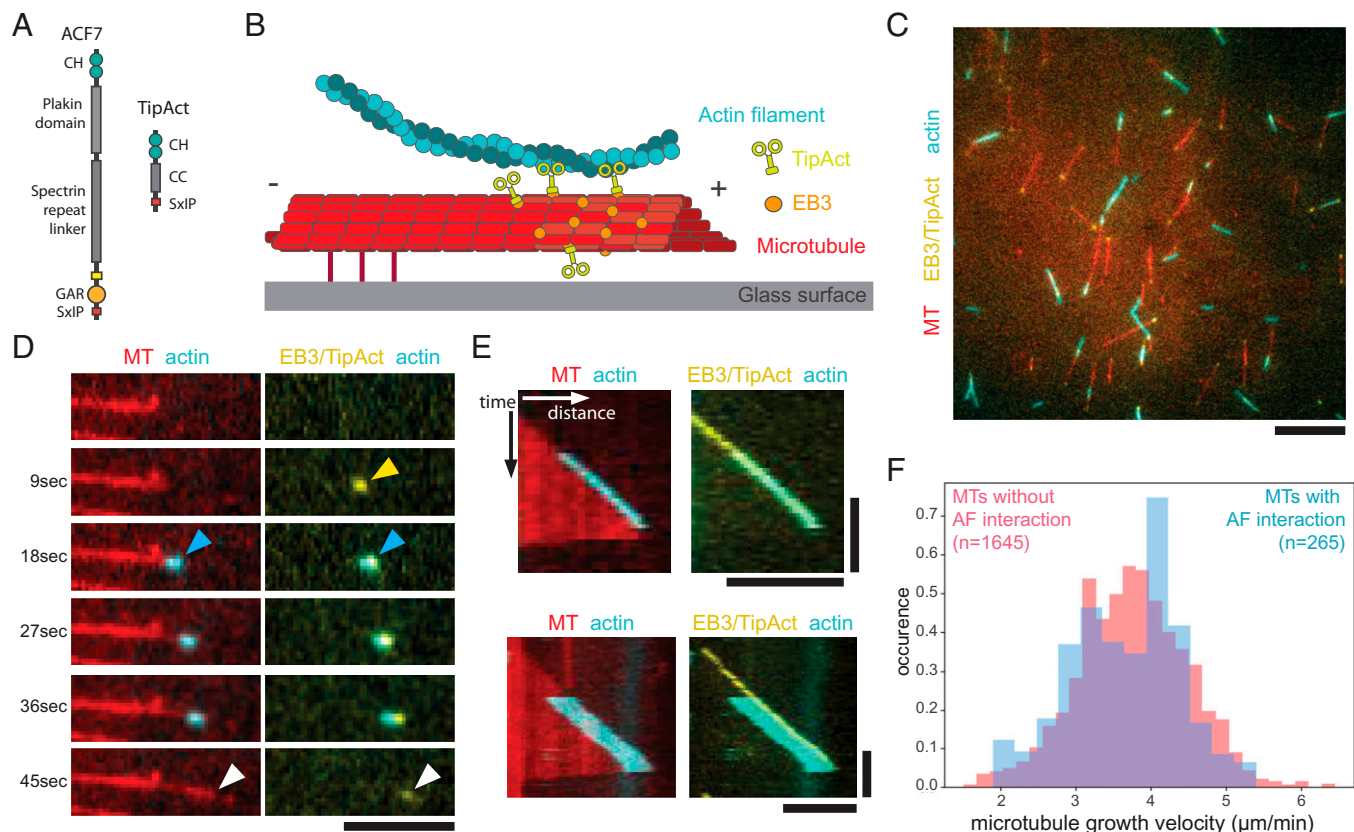 A
ACF7
CH
Plakin
domain
Spectrin
repeat
linker
GAR
SxIP
TipAct
CH
CC
SxIP
B
Actin filament
TipAct
EB3
Microtubule
-
+
Glass surface
C
MT EB3/TipAct actin
D
MT actin
EB3/TipAct actin
9sec
18sec
27sec
36sec
45sec
E
MT actin
EB3/TipAct actin
time
distance
MT actin
EB3/TipAct actin
F
MTs without
AF interaction
(n=1645)
MTs with
AF interaction
(n=265)
occurence
0.7
0.6
0.5
0.4
0.3
0.2
0.1
0.0
2 3 4 5 6
microtubule growth velocity (μm/min)